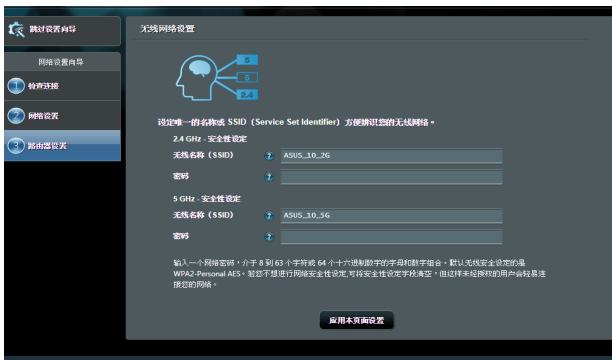 跳过设置向导
无线网络设置
网络设置向导
1 检查连接
2 网络设置
3 路由器设置
5
5
2.4
设定唯一的名称或 SSID（Service Set Identifier）方便辨识您的无线网络。
2.4 GHz - 安全性设定
无线名称（SSID） ? ASUS_10_2G
密码 ?
5 GHz - 安全性设定
无线名称（SSID） ? ASUS_10_5G
密码 ?
输入一个网络密码，介于 8 到 63 个字符或 64 个十六进制数字的字母和数字组合。默认无线安全设定的是
WPA2-Personal AES。若您不想进行网络安全性设定,可将安全性设定字段清空，但这样未经授权的用户会轻易连
接您的网络。
应用本页面设置